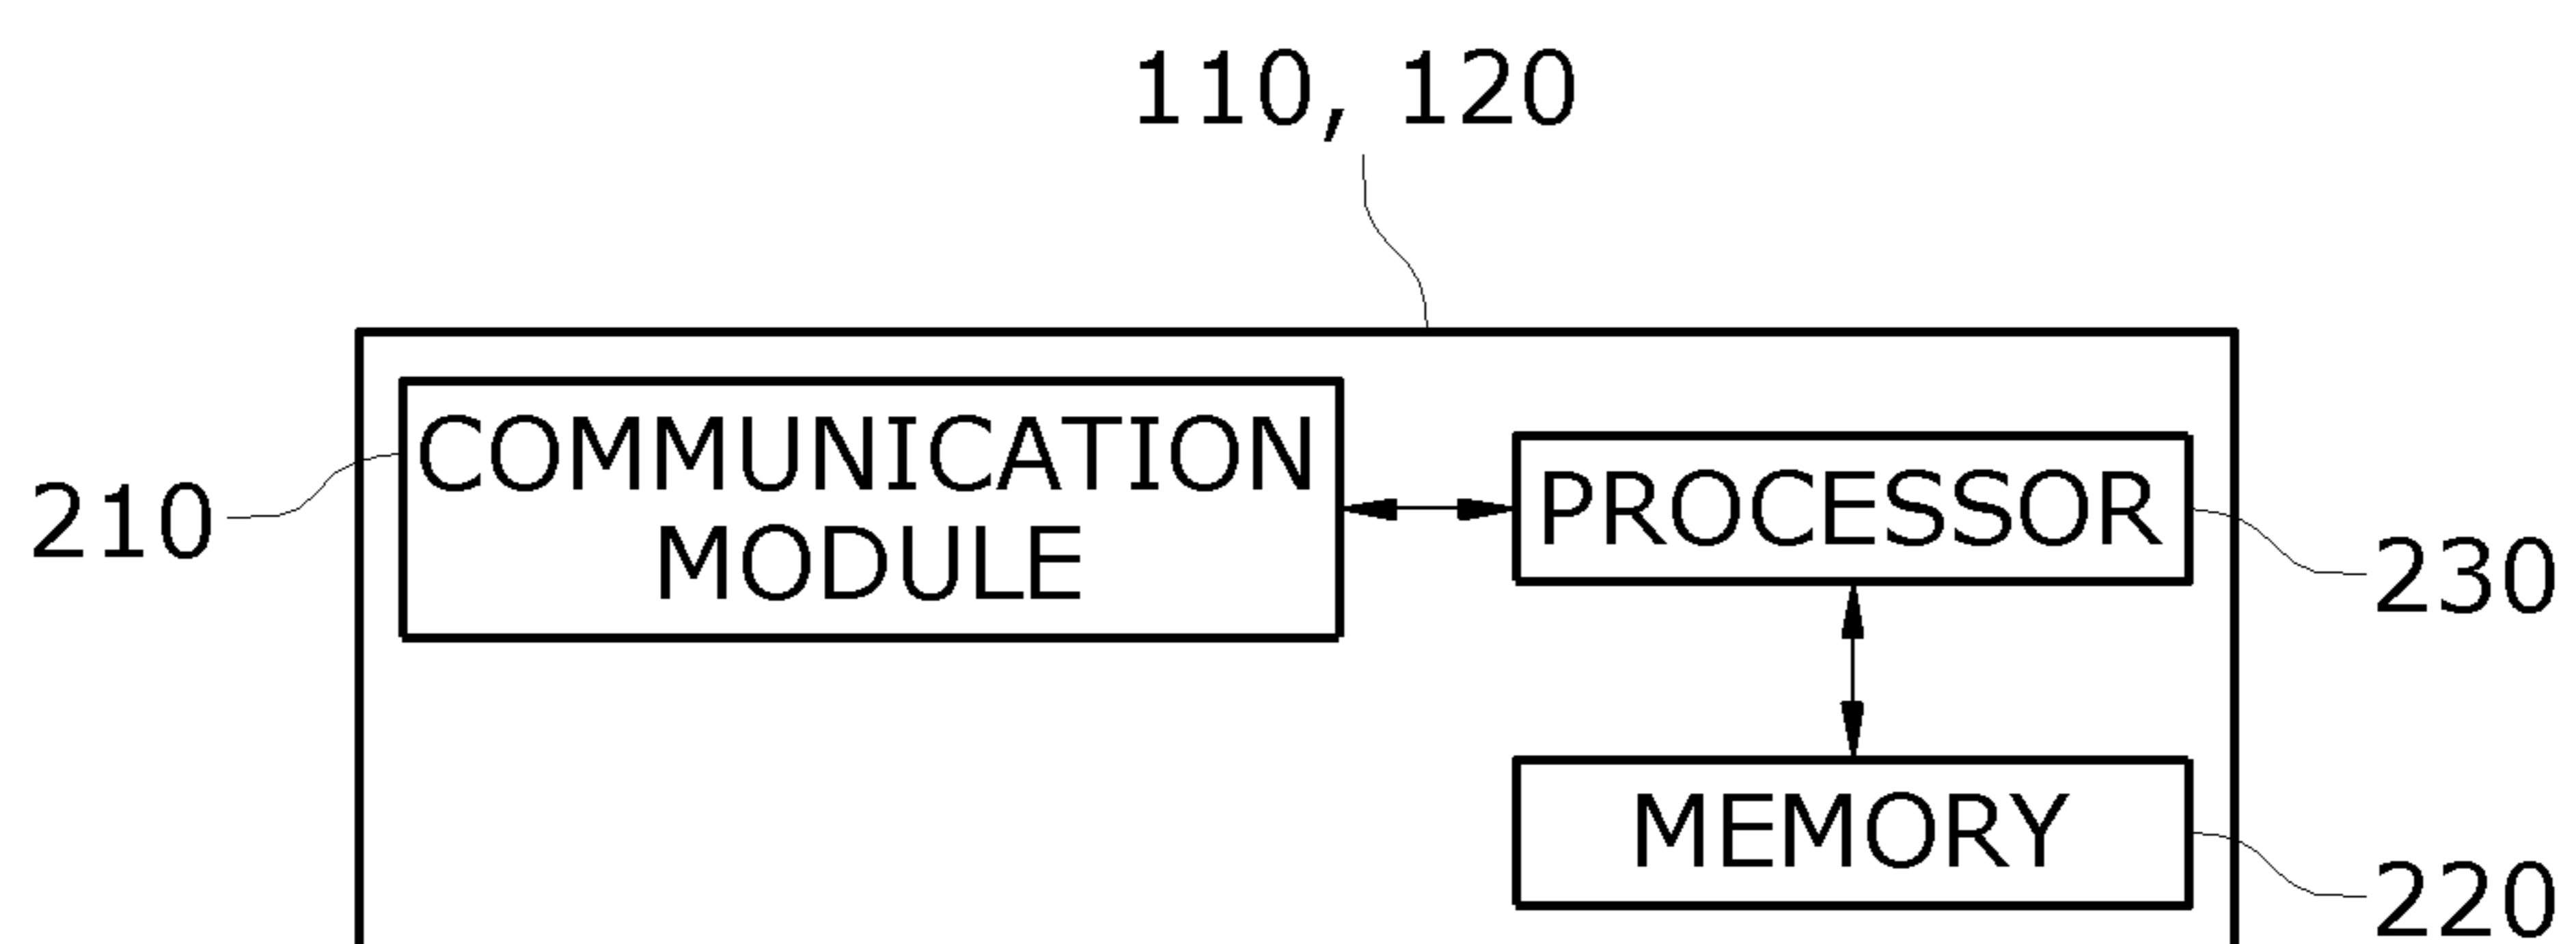 110, 120
COMMUNICATION
MODULE
210
PROCESSOR
230
MEMORY
220